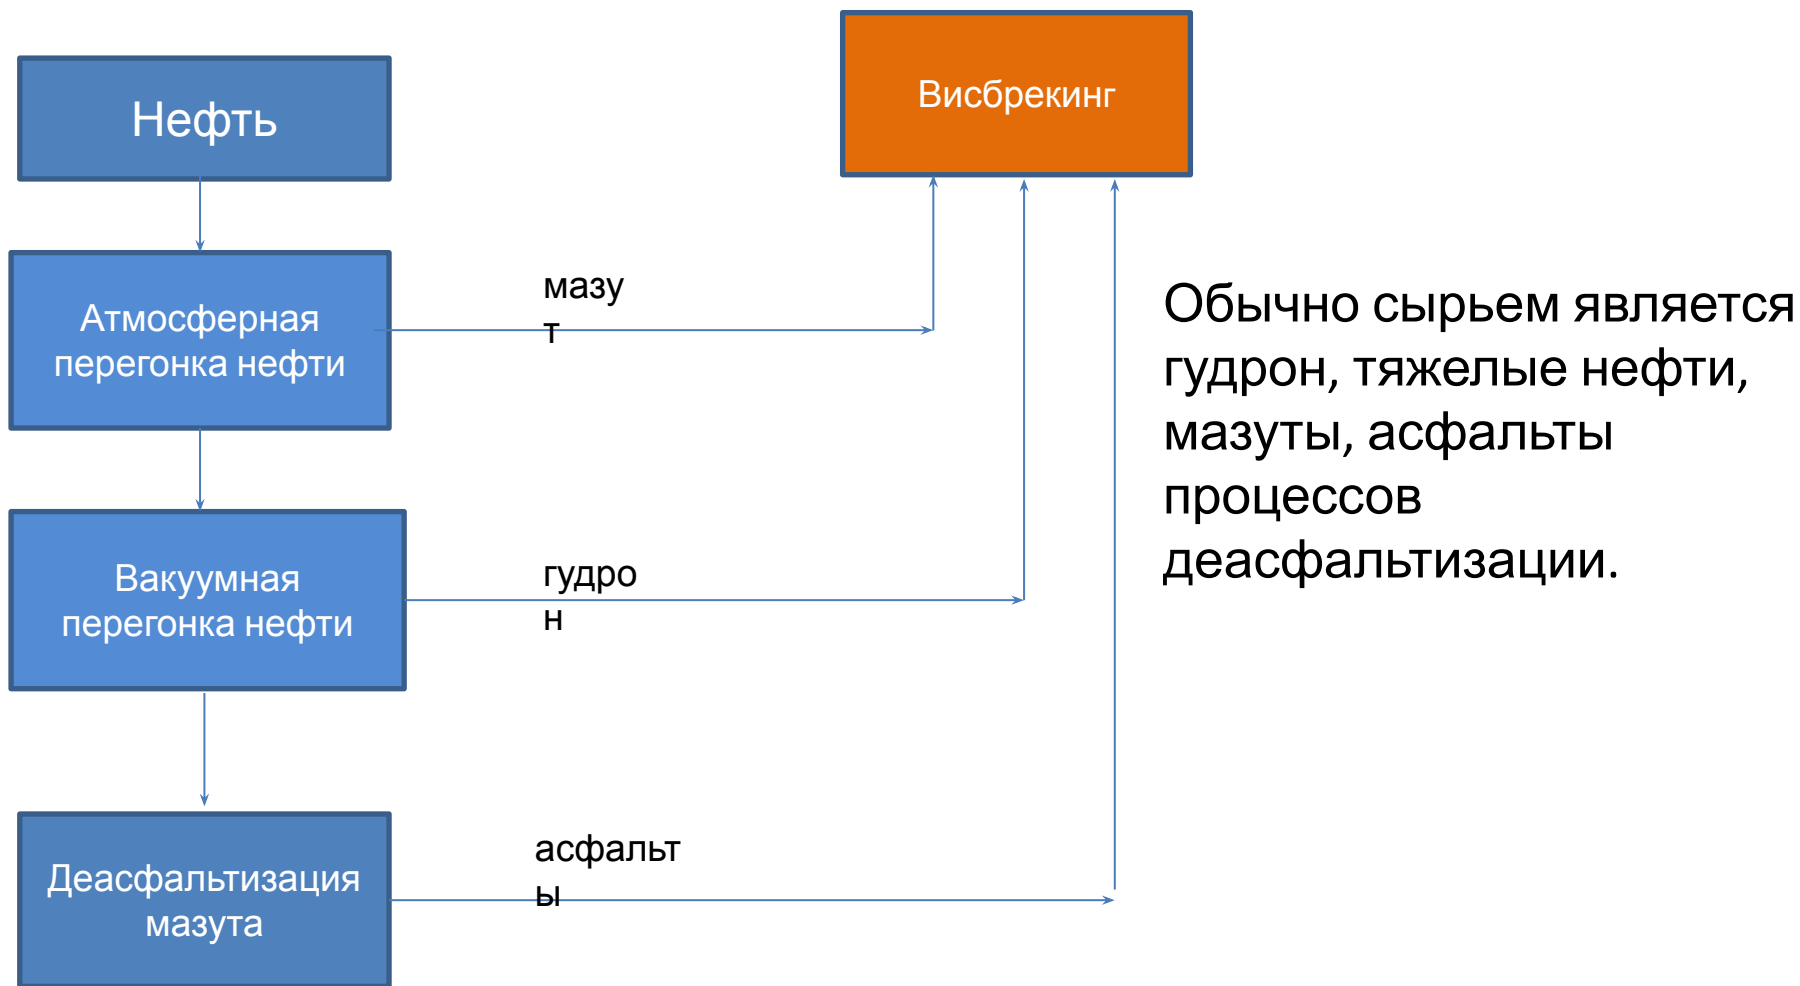 Нефть
Висбрекинг
Атмосферная
перегонка нефти
мазу
т
Обычно сырьем является
гудрон, тяжелые нефти,
мазуты, асфальты
процессов
деасфальтизации.
Вакуумная
перегонка нефти
гудро
н
Деасфальтизация
мазута
асфальт
ы